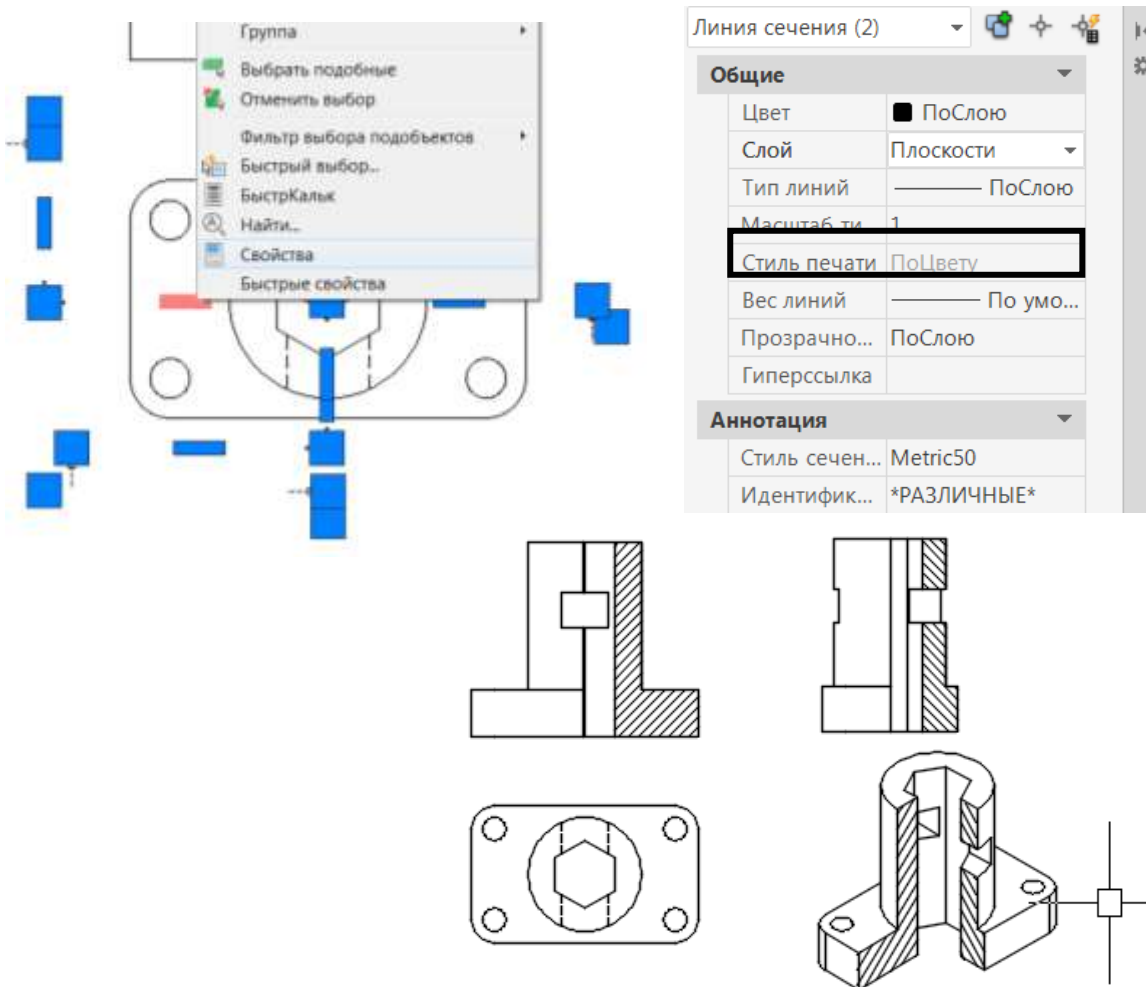 Группа
Выбрать подобные
Отменить выбор
Фильтр выбора подобъектов
Быстрый выбор...
БыстрКальк
Найти...
Свойства
Быстрые свойства
Линия сечения (2)
Общие
Цвет ПоСлою
Слой Плоскости
Тип линий ПоСлою
Масштаб ти... 1
Стиль печати ПоЦвету
Вес линий По умо...
Прозрачно... ПоСлою
Гиперссылка
Аннотация
Стиль сечен... Metric50
Идентифик... *РАЗЛИЧНЫЕ*